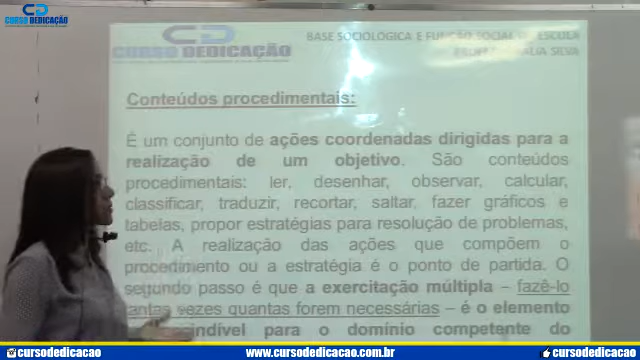 CURSO DEDICAÇÃO
CURSO DEDICAÇÃO
BASE SOCIOLOGICA E FUNÇÃO SOCIAL DA ESCOLA
SILVA
Conteúdos procedimentais:
É um conjunto de ações coordenadas dirigidas para a
realização de um objetivo. São conteúdos
procedimentais: ler, desenhar, observar, calcular,
classificar, traduzir, recortar, saltar, fazer gráficos e
tabelas, propor estratégias para resolução de problemas,
etc. A realização das ações que compõem o
procedimento ou a estratégia é o ponto de partida. O
segundo passo é que a exercitação múltipla – fazê-lo
tantas vezes quantas forem necessárias – é o elemento
para o domínio competente do
/cursodedicacao
www.cursodedicacao.com.br
/cursodedicacao